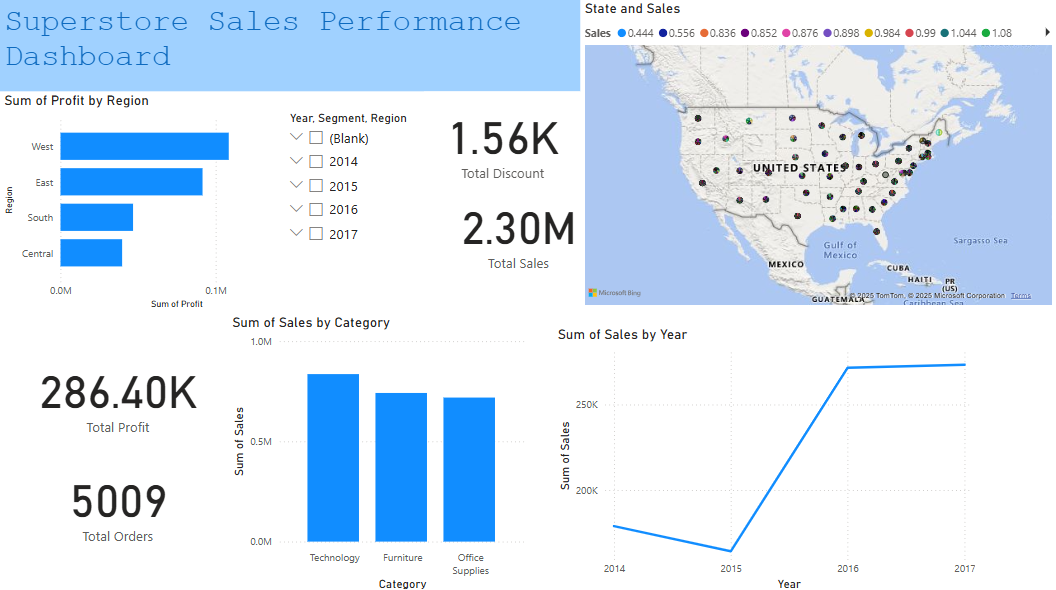 Superstore Sales Performance
Dashboard
State and Sales
Sales 0.444 0.556 0.836 0.852 0.876 0.898 0.984 0.99 1.044 1.08
UNITED STATES
Gulf of
Mexico
Sargasso Sea
MEXICO
CUBA
HAITI
PR
(US)
GUATEMALA
Caribbean Sea
Microsoft Bing
© 2025 TomTom, © 2025 Microsoft Corporation Terms
Sum of Profit by Region
Region
West
East
South
Central
0.0M 0.1M
Sum of Profit
Year, Segment, Region
(Blank)
2014
2015
2016
2017
1.56K
Total Discount
2.30M
Total Sales
286.40K
Total Profit
5009
Total Orders
Sum of Sales by Category
Sum of Sales
1.0M
0.5M
0.0M
Technology Furniture Office
Supplies
Category
Sum of Sales by Year
Sum of Sales
250K
200K
2014 2015 2016 2017
Year